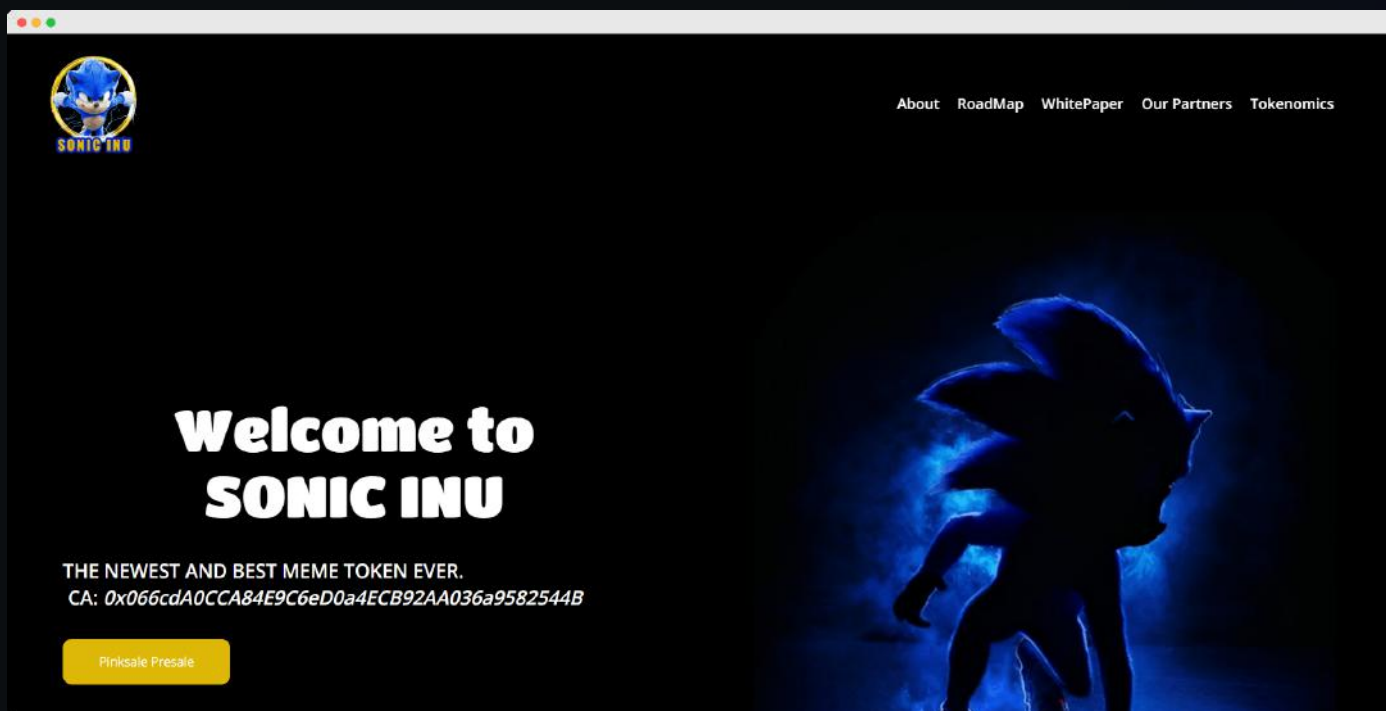 SONIC INU
About RoadMap WhitePaper Our Partners Tokenomics
Welcome to
SONIC INU
THE NEWEST AND BEST MEME TOKEN EVER.
CA: 0x066cdA0CCA84E9C6eD0a4ECB92AA036a9582544B
Pinksale Presale